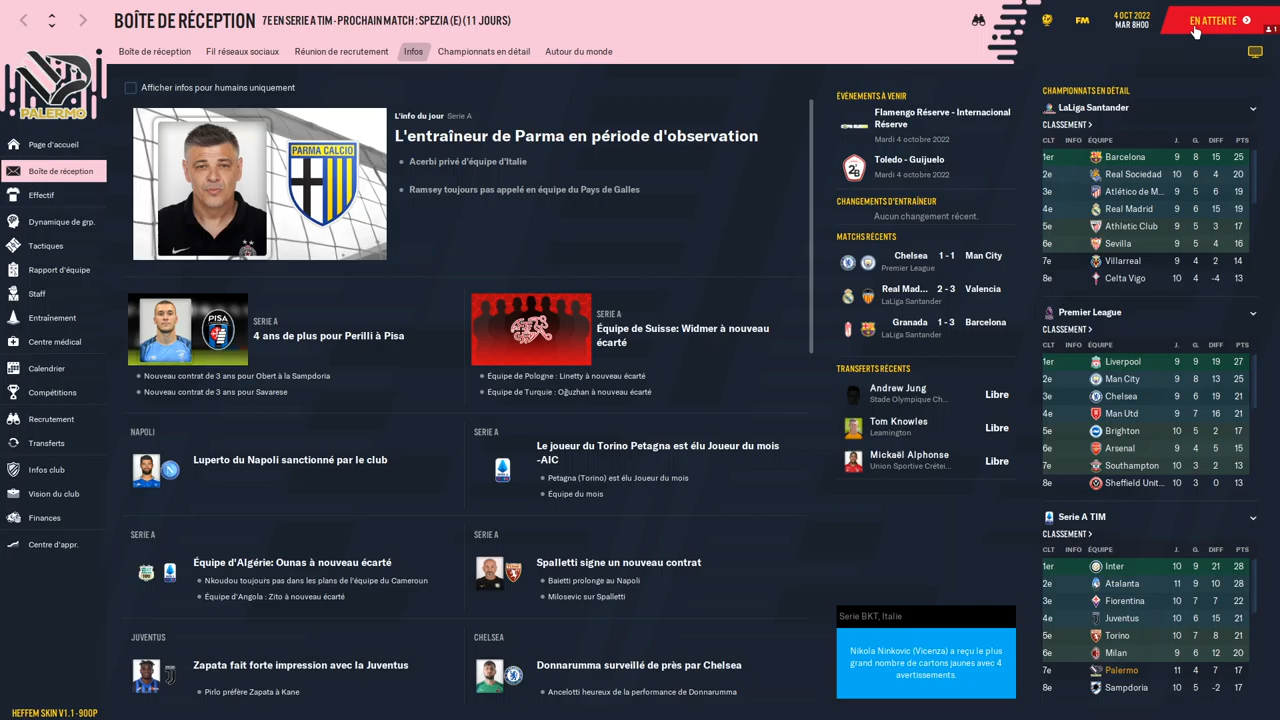 BOÎTE DE RÉCEPTION
7E EN SERIE A TIM - PROCHAIN MATCH : SPEZIA (E) (11 JOURS)
FM
4 OCT 2022
MAR 8H00
EN ATTENTE
1
Boîte de réception
Fil réseaux sociaux
Réunion de recrutement
Infos
Championnats en détail
Autour du monde
PALERMO
Page d'accueil
Boîte de réception
Effectif
Dynamique de grp.
Tactiques
Rapport d'équipe
Staff
Entraînement
Centre médical
Calendrier
Compétitions
Recrutement
Transferts
Infos club
Vision du club
Finances
Centre d'appr.
HEFFEM SKIN V1.1 - 900P
Afficher infos pour humains uniquement
PARMA CALCIO
L'info du jour Serie A
L'entraîneur de Parma en période d'observation
Acerbi privé d'équipe d'Italie
Ramsey toujours pas appelé en équipe du Pays de Galles
PISA
SERIE A
4 ans de plus pour Perilli à Pisa
Nouveau contrat de 3 ans pour Obert à la Sampdoria
Nouveau contrat de 3 ans pour Savarese
SERIE A
Équipe de Suisse: Widmer à nouveau
écarté
Equipe de Pologne : Linetty à nouveau écarté
Equipe de Turquie : Oğuzhan à nouveau écarté
NAPOLI
Luperto du Napoli sanctionné par le club
SERIE A
Le joueur du Torino Petagna est élu Joueur du mois
-AIC
Petagna (Torino) est élu Joueur du mois
Équipe du mois
SERIE A
Équipe d'Algérie: Ounas à nouveau écarté
Nkoudou toujours pas dans les plans de l'équipe du Cameroun
Équipe d'Angola : Zito à nouveau écarté
SERIE A
Spalletti signe un nouveau contrat
Baietti prolonge au Napoli
Milosevic sur Spalletti
JUVENTUS
Zapata fait forte impression avec la Juventus
Pirlo préfère Zapata à Kane
CHELSEA
Donnarumma surveillé de près par Chelsea
Ancelotti heureux de la performance de Donnarumma
ÉVÉNEMENTS À VENIR
Flamengo Réserve - Internacional
Réserve
Mardi 4 octobre 2022
Toledo - Guijuelo
Mardi 4 octobre 2022
CHANGEMENTS D'ENTRAÎNEUR
Aucun changement récent.
MATCHS RÉCENTS
Chelsea 1 - 1 Man City
Premier League
Real Mad... 2 - 3 Valencia
LaLiga Santander
Granada 1 - 3 Barcelona
LaLiga Santander
TRANSFERTS RÉCENTS
Andrew Jung
Stade Olympique Ch...
Libre
Tom Knowles
Leamington
Libre
Mickaël Alphonse
Union Sportive Crétei...
Libre
Serie BKT, Italie
Nikola Ninkovic (Vicenza) a reçu le plus
grand nombre de cartons jaunes avec 4
avertissements.
CHAMPIONNATS EN DÉTAIL
LaLiga Santander
CLASSEMENT >
CLT INFO ÉQUIPE J. G. DIFF PTS
1er Barcelona 9 8 15 25
2e Real Sociedad 10 6 4 20
3e Atlético de M... 9 5 6 19
4e Real Madrid 9 6 15 19
5e Athletic Club 9 5 3 17
6e Sevilla 9 5 4 16
7e Villarreal 9 4 2 14
8e Celta Vigo 10 4 -4 13
Premier League
CLASSEMENT >
CLT INFO ÉQUIPE J. G. DIFF PTS
1er Liverpool 9 9 19 27
2e Man City 9 8 13 25
3e Chelsea 9 6 19 21
4e Man Utd 9 7 16 21
5e Brighton 10 5 2 17
6e Arsenal 9 5 4 15
7e Southampton 10 3 2 13
8e Sheffield Unit... 10 3 0 13
Serie A TIM
CLASSEMENT >
CLT INFO ÉQUIPE J. G. DIFF PTS
1er Inter 10 9 21 28
2e Atalanta 11 9 10 28
3e Fiorentina 10 7 7 22
4e Juventus 10 6 15 21
5e Torino 10 7 8 21
6e Milan 9 6 12 20
7e Palermo 11 4 7 17
8e Sampdoria 10 5 -2 17